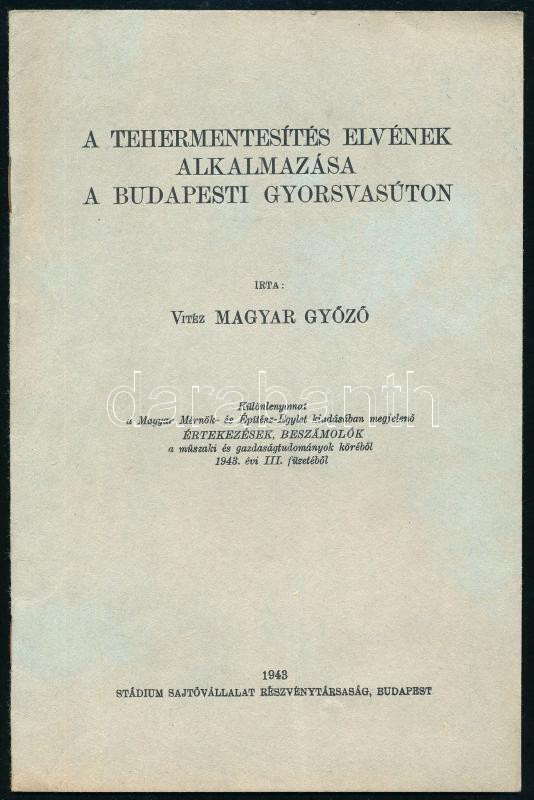 A TEHERMENTESÍTÉS ELVÉNEK
ALKALMAZÁSA
A BUDAPESTI GYORSVASÚTON
IRTA:
VITÉZ MAGYAR GYŐZŐ
Különlenyomat
a Magyar Mérnök- és Építész-Egylet kiadásában megjelenő
ÉRTEKEZÉSEK, BESZÁMOLÓK
a műszaki és gazdaságtudományok köréből
1943. évi III. füzetéből
darabanth
1943
STÁDIUM SAJTÓVÁLLALAT RÉSZVÉNYTÁRSASÁG, BUDAPEST